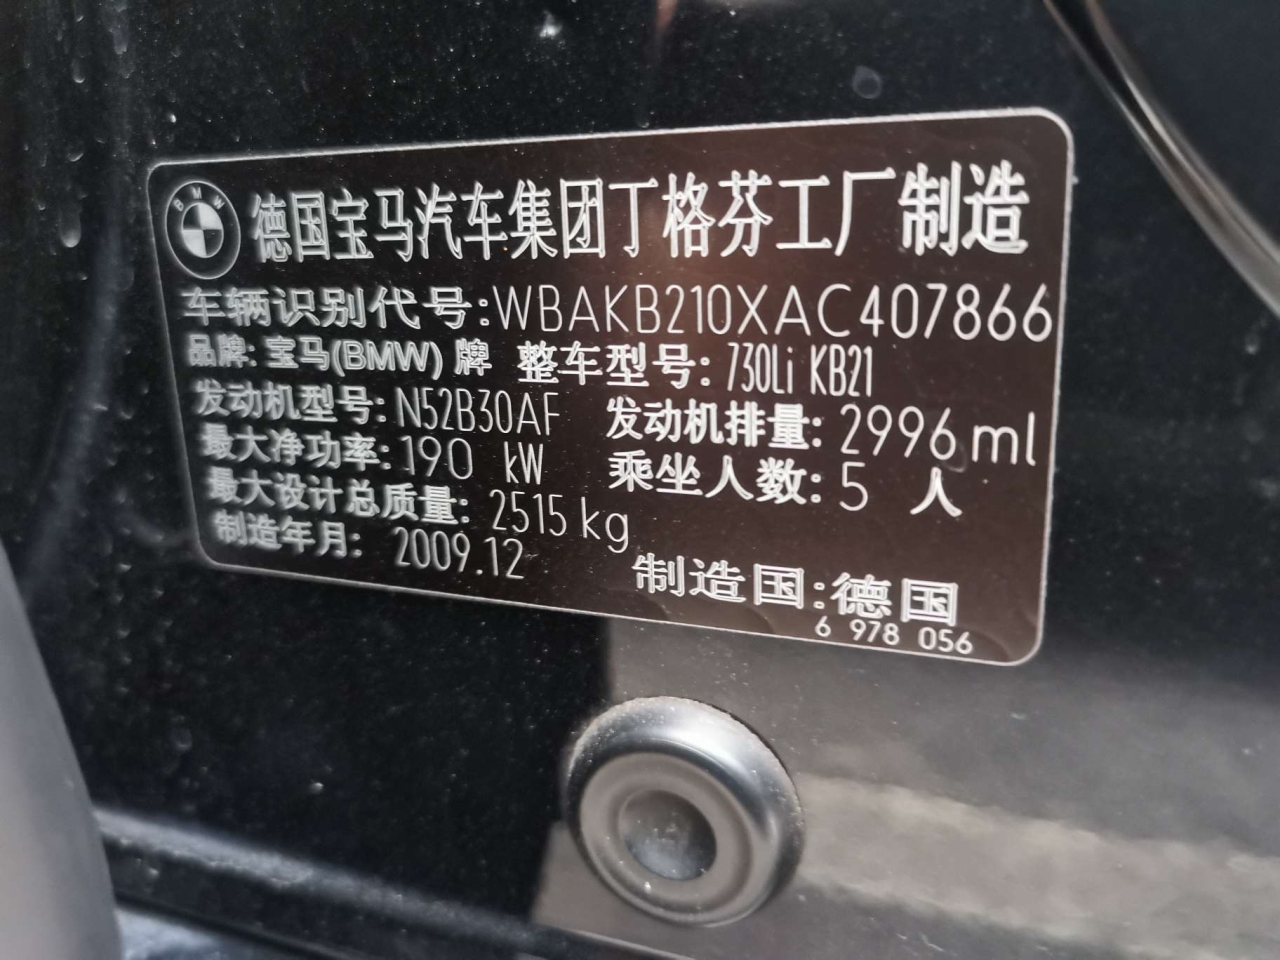 BMW
德国宝马汽车集团丁格芬工厂制造
车辆识别代号:WBAKB210XAC407866
品牌: 宝马(BMW) 牌 整车型号: 730Li KB21
发动机型号: N52B30AF 发动机排量: 2996 ml
最大净功率: 190 kW 乘坐人数: 5 人
最大设计总质量: 2515 kg
制造年月: 2009.12 制造国: 德国
6 978 056